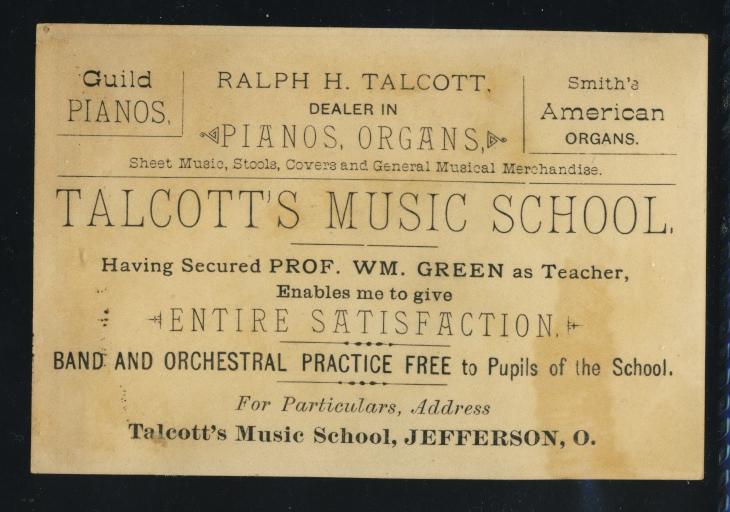 Guild
PIANOS,
RALPH H. TALCOTT,
DEALER IN
PIANOS, ORGANS,
Smith's
American
ORGANS.
Sheet Music, Stools, Covers and General Musical Merchandise.
TALCOTT'S MUSIC SCHOOL.
Having Secured PROF. WM. GREEN as Teacher,
Enables me to give
ENTIRE SATISFACTION.
BAND AND ORCHESTRAL PRACTICE FREE to Pupils of the School.
For Particulars, Address
Talcott's Music School, JEFFERSON, O.